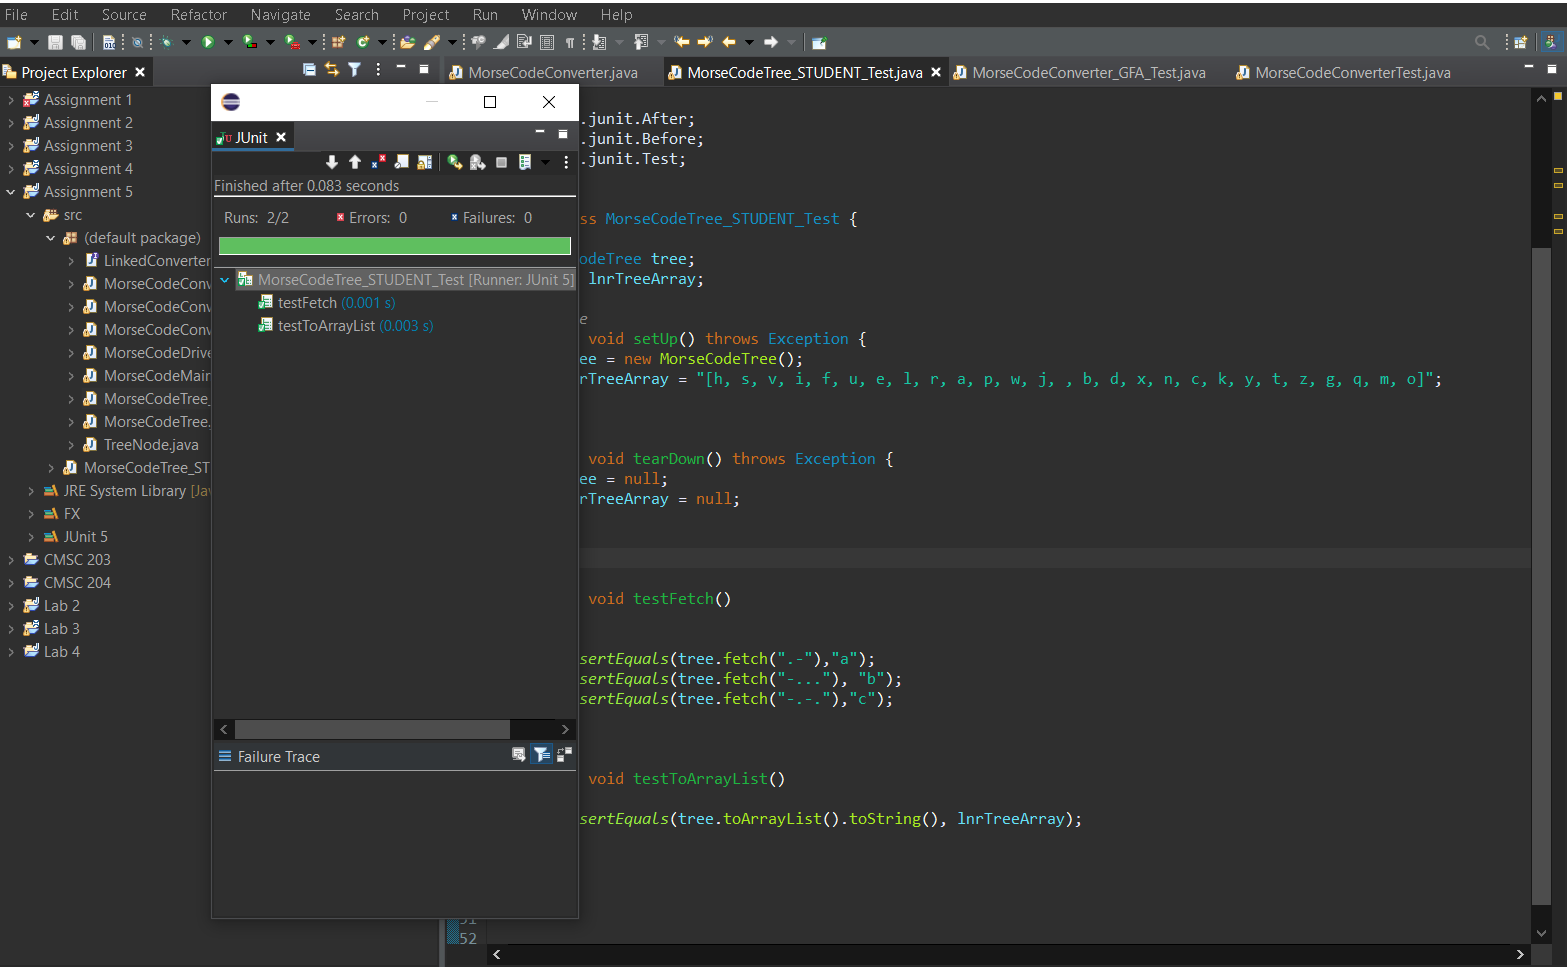 File Edit Source Refactor Navigate Search Project Run Window Help
Project Explorer
MorseCodeConverter.java MorseCodeTree_STUDENT_Test.java MorseCodeConverter_GFA_Test.java MorseCodeConverterTest.java
Assignment 1
Assignment 2
Assignment 3
Assignment 4
Assignment 5
src
(default package)
LinkedConverter
MorseCodeConv
MorseCodeConv
MorseCodeConv
MorseCodeDrive
MorseCodeMain
MorseCodeTree_
MorseCodeTree.
TreeNode.java
MorseCodeTree_ST
JRE System Library [Jav
FX
JUnit 5
CMSC 203
CMSC 204
Lab 2
Lab 3
Lab 4
JUnit
Finished after 0.083 seconds
Runs: 2/2 Errors: 0 Failures: 0
MorseCodeTree_STUDENT_Test [Runner: JUnit 5]
testFetch (0.001 s)
testToArrayList (0.003 s)
Failure Trace
.junit.After;
.junit.Before;
.junit.Test;
ss MorseCodeTree_STUDENT_Test {
odeTree tree;
lnrTreeArray;
e
void setUp() throws Exception {
ee = new MorseCodeTree();
rTreeArray = "[h, s, v, i, f, u, e, l, r, a, p, w, j, , b, d, x, n, c, k, y, t, z, g, q, m, o]";
void tearDown() throws Exception {
ee = null;
rTreeArray = null;
void testFetch()
sertEquals(tree.fetch(".-"),"a");
sertEquals(tree.fetch("-..."), "b");
sertEquals(tree.fetch("-.-."),"c");
void testToArrayList()
sertEquals(tree.toArrayList().toString(), lnrTreeArray);
51
52